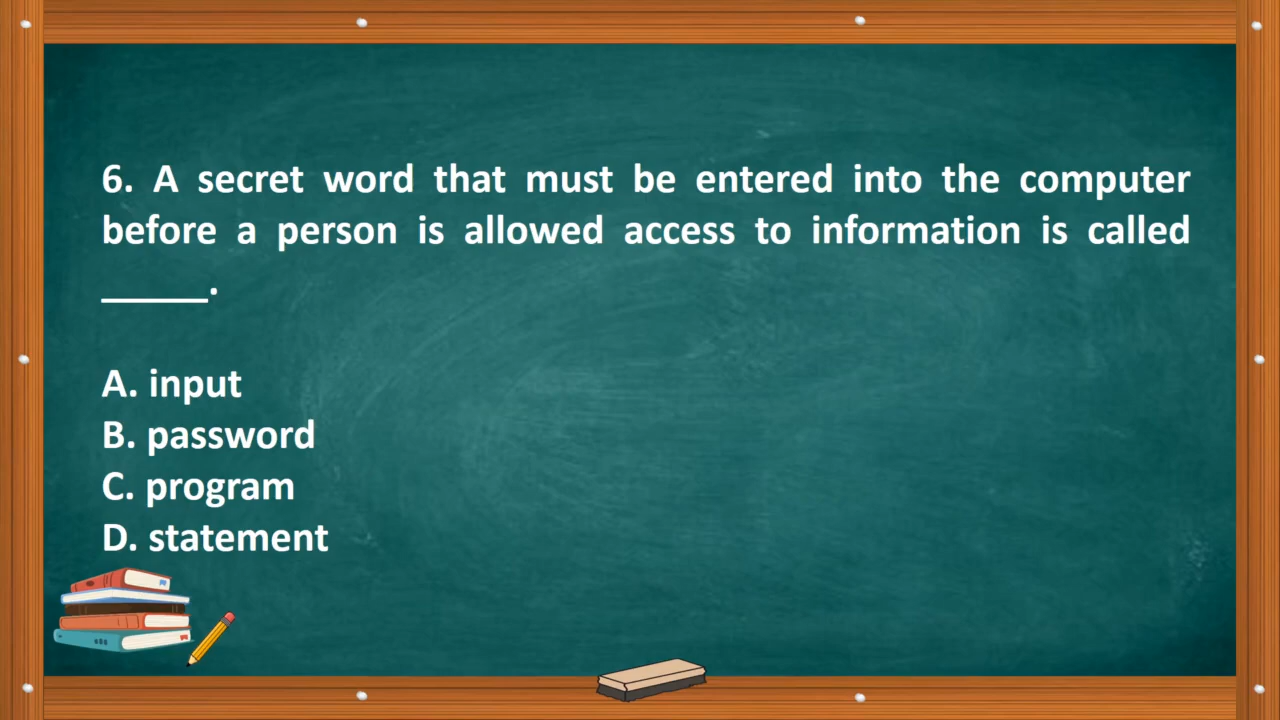 6. A secret word that must be entered into the computer
before a person is allowed access to information is called
_____.
A. input
B. password
C. program
D. statement